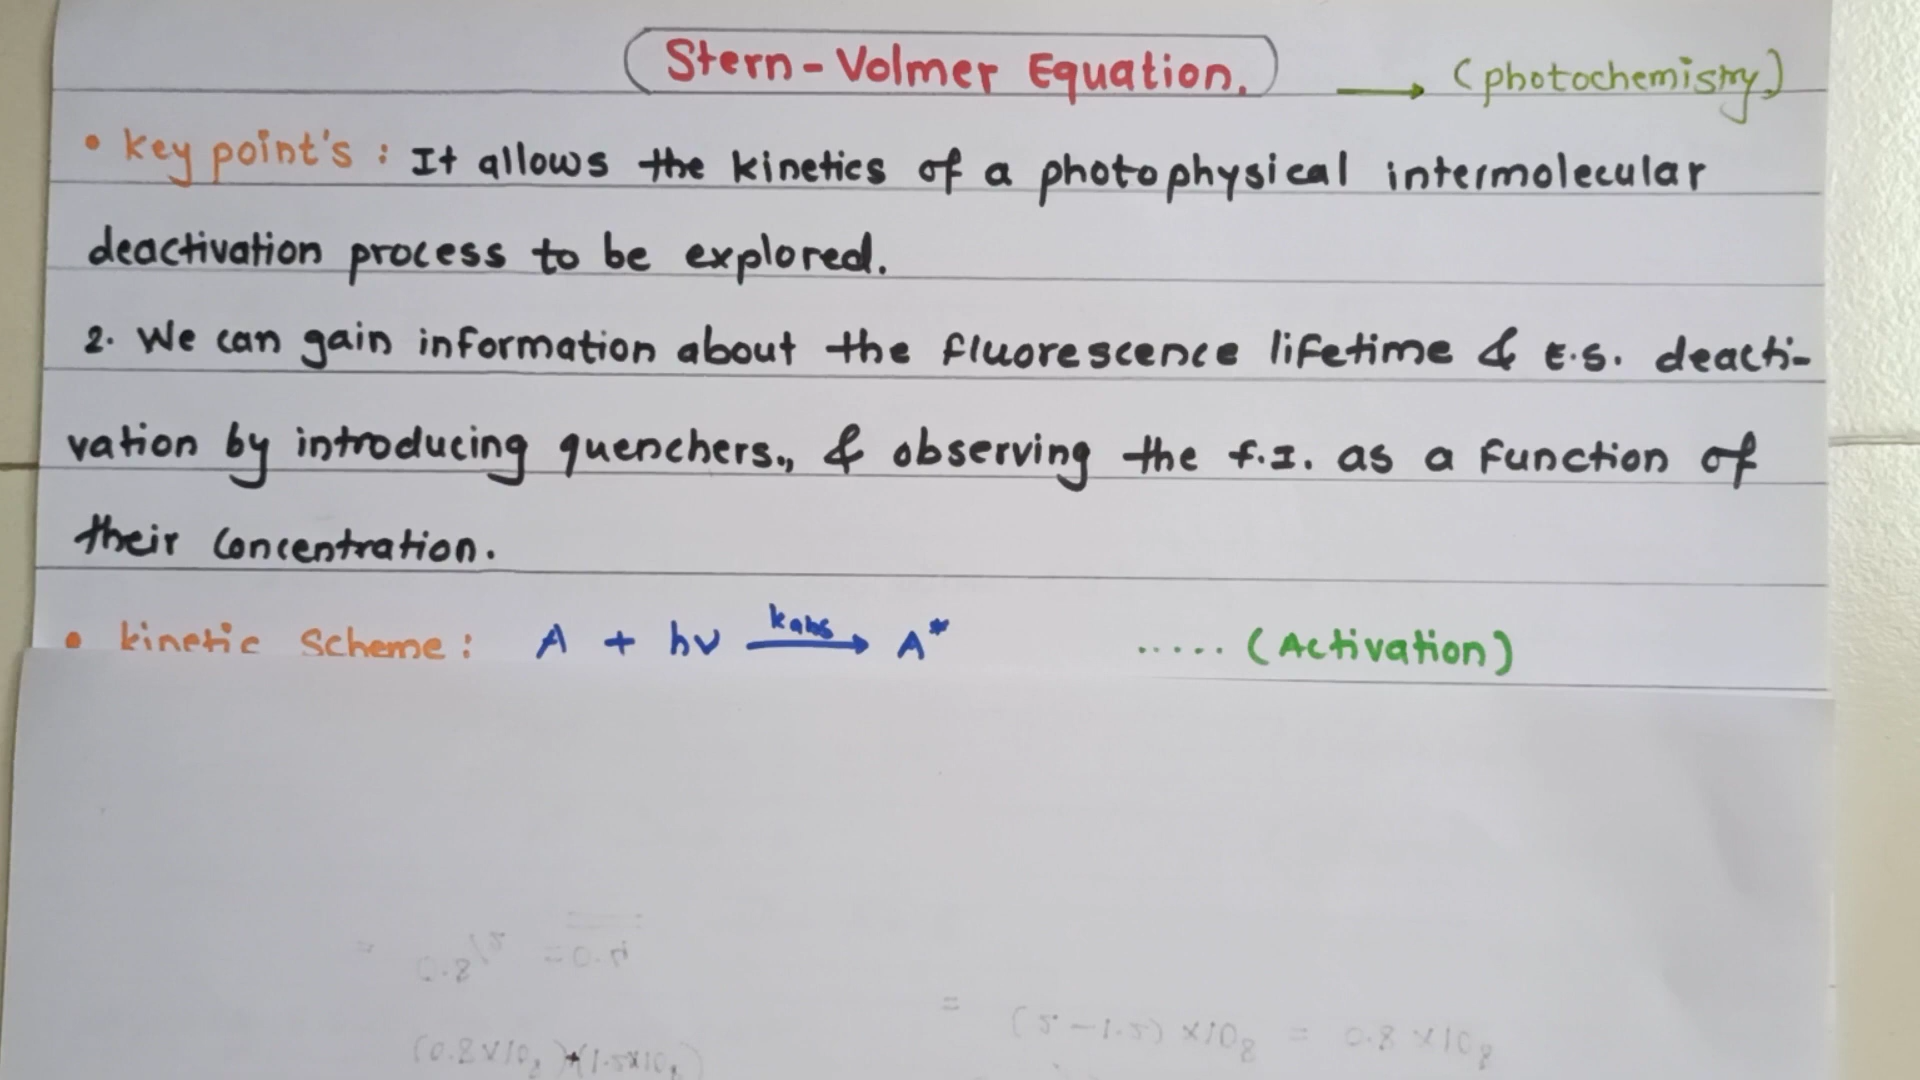 Stern-Volmer Equation. → (photochemistry)
• key point's : It allows the kinetics of a photophysical intermolecular
deactivation process to be explored.
2. We can gain information about the fluorescence lifetime & E.S. deacti-
vation by introducing quenchers., & observing the f.I. as a function of
their concentration.
• kinetic scheme : A + hν kabs→ A* ..... (Activation)